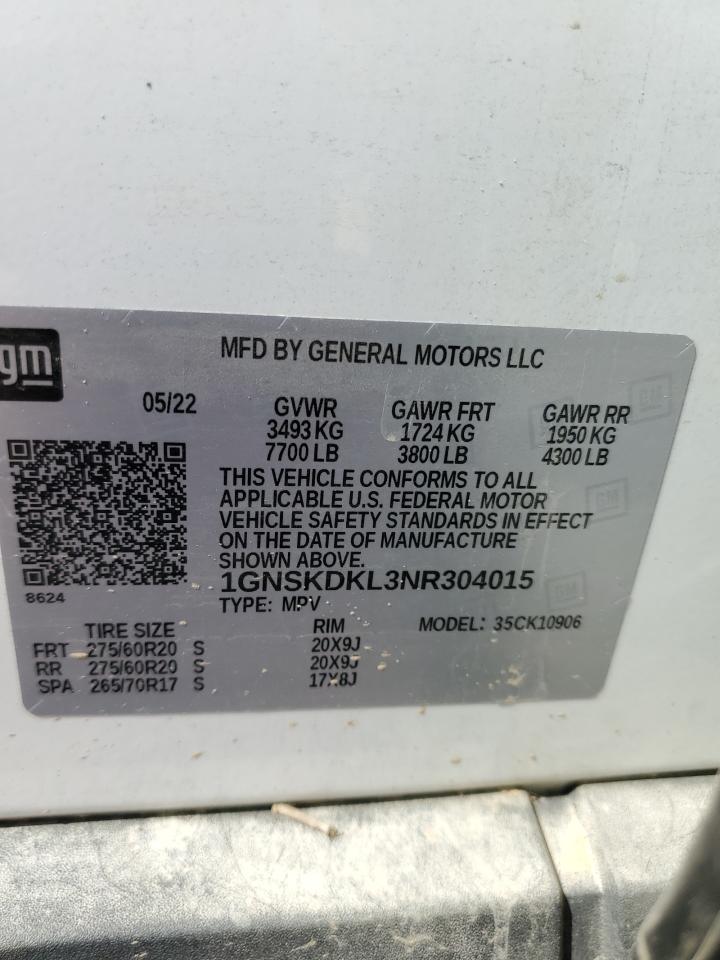 gm
MFD BY GENERAL MOTORS LLC
05/22 GVWR GAWR FRT GAWR RR
3493 KG 1724 KG 1950 KG
7700 LB 3800 LB 4300 LB
THIS VEHICLE CONFORMS TO ALL
APPLICABLE U.S. FEDERAL MOTOR
VEHICLE SAFETY STANDARDS IN EFFECT
ON THE DATE OF MANUFACTURE
SHOWN ABOVE.
1GNSKDKL3NR304015
8624
TYPE: MPV
MODEL: 35CK10906
TIRE SIZE RIM
FRT 275/60R20 S 20X9J
RR 275/60R20 S 20X9J
SPA 265/70R17 S 17X8J
GM
GM
GM